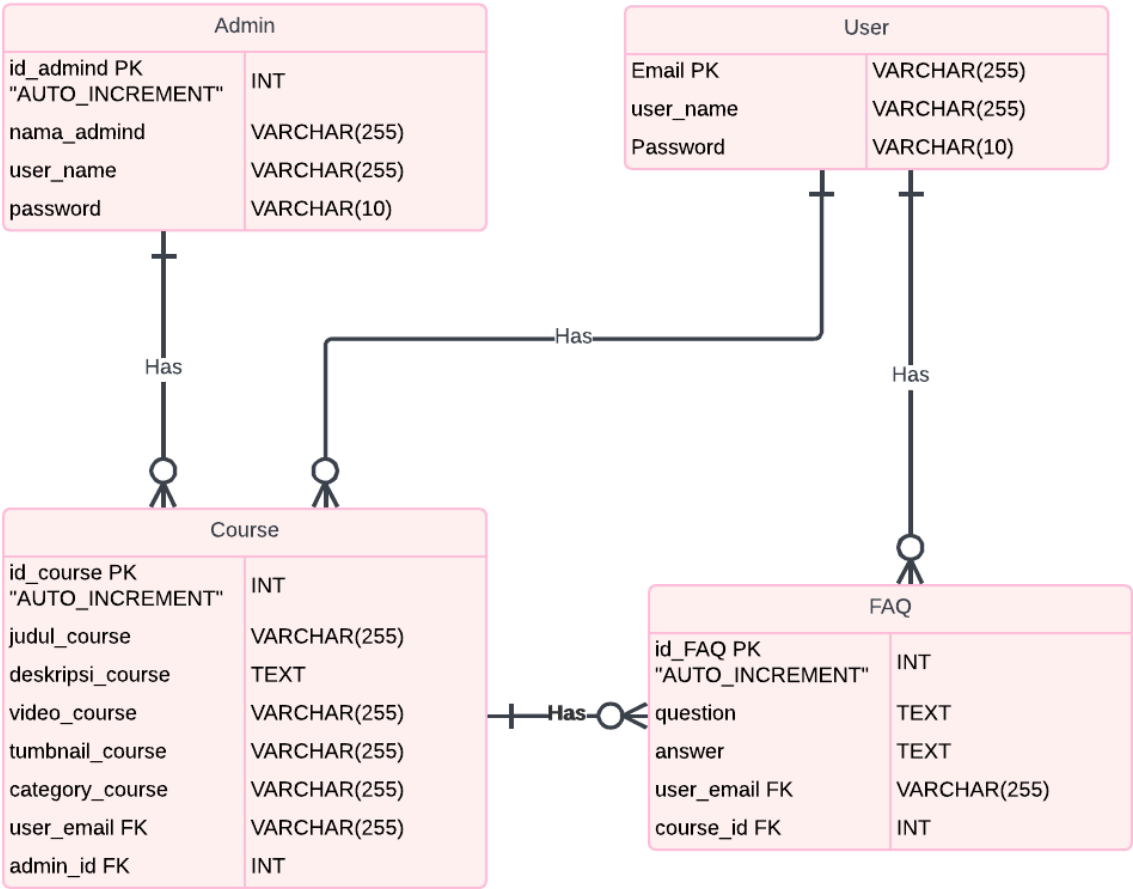 Admin
id_admind PK
"AUTO_INCREMENT"
INT
nama_admind
VARCHAR(255)
user_name
VARCHAR(255)
password
VARCHAR(10)
User
Email PK
VARCHAR(255)
user_name
VARCHAR(255)
Password
VARCHAR(10)
Has
Has
Has
Course
id_course PK
"AUTO_INCREMENT"
INT
judul_course
VARCHAR(255)
deskripsi_course
TEXT
video_course
VARCHAR(255)
tumbnail_course
VARCHAR(255)
category_course
VARCHAR(255)
user_email FK
VARCHAR(255)
admin_id FK
INT
Has
FAQ
id_FAQ PK
"AUTO_INCREMENT"
INT
question
TEXT
answer
TEXT
user_email FK
VARCHAR(255)
course_id FK
INT